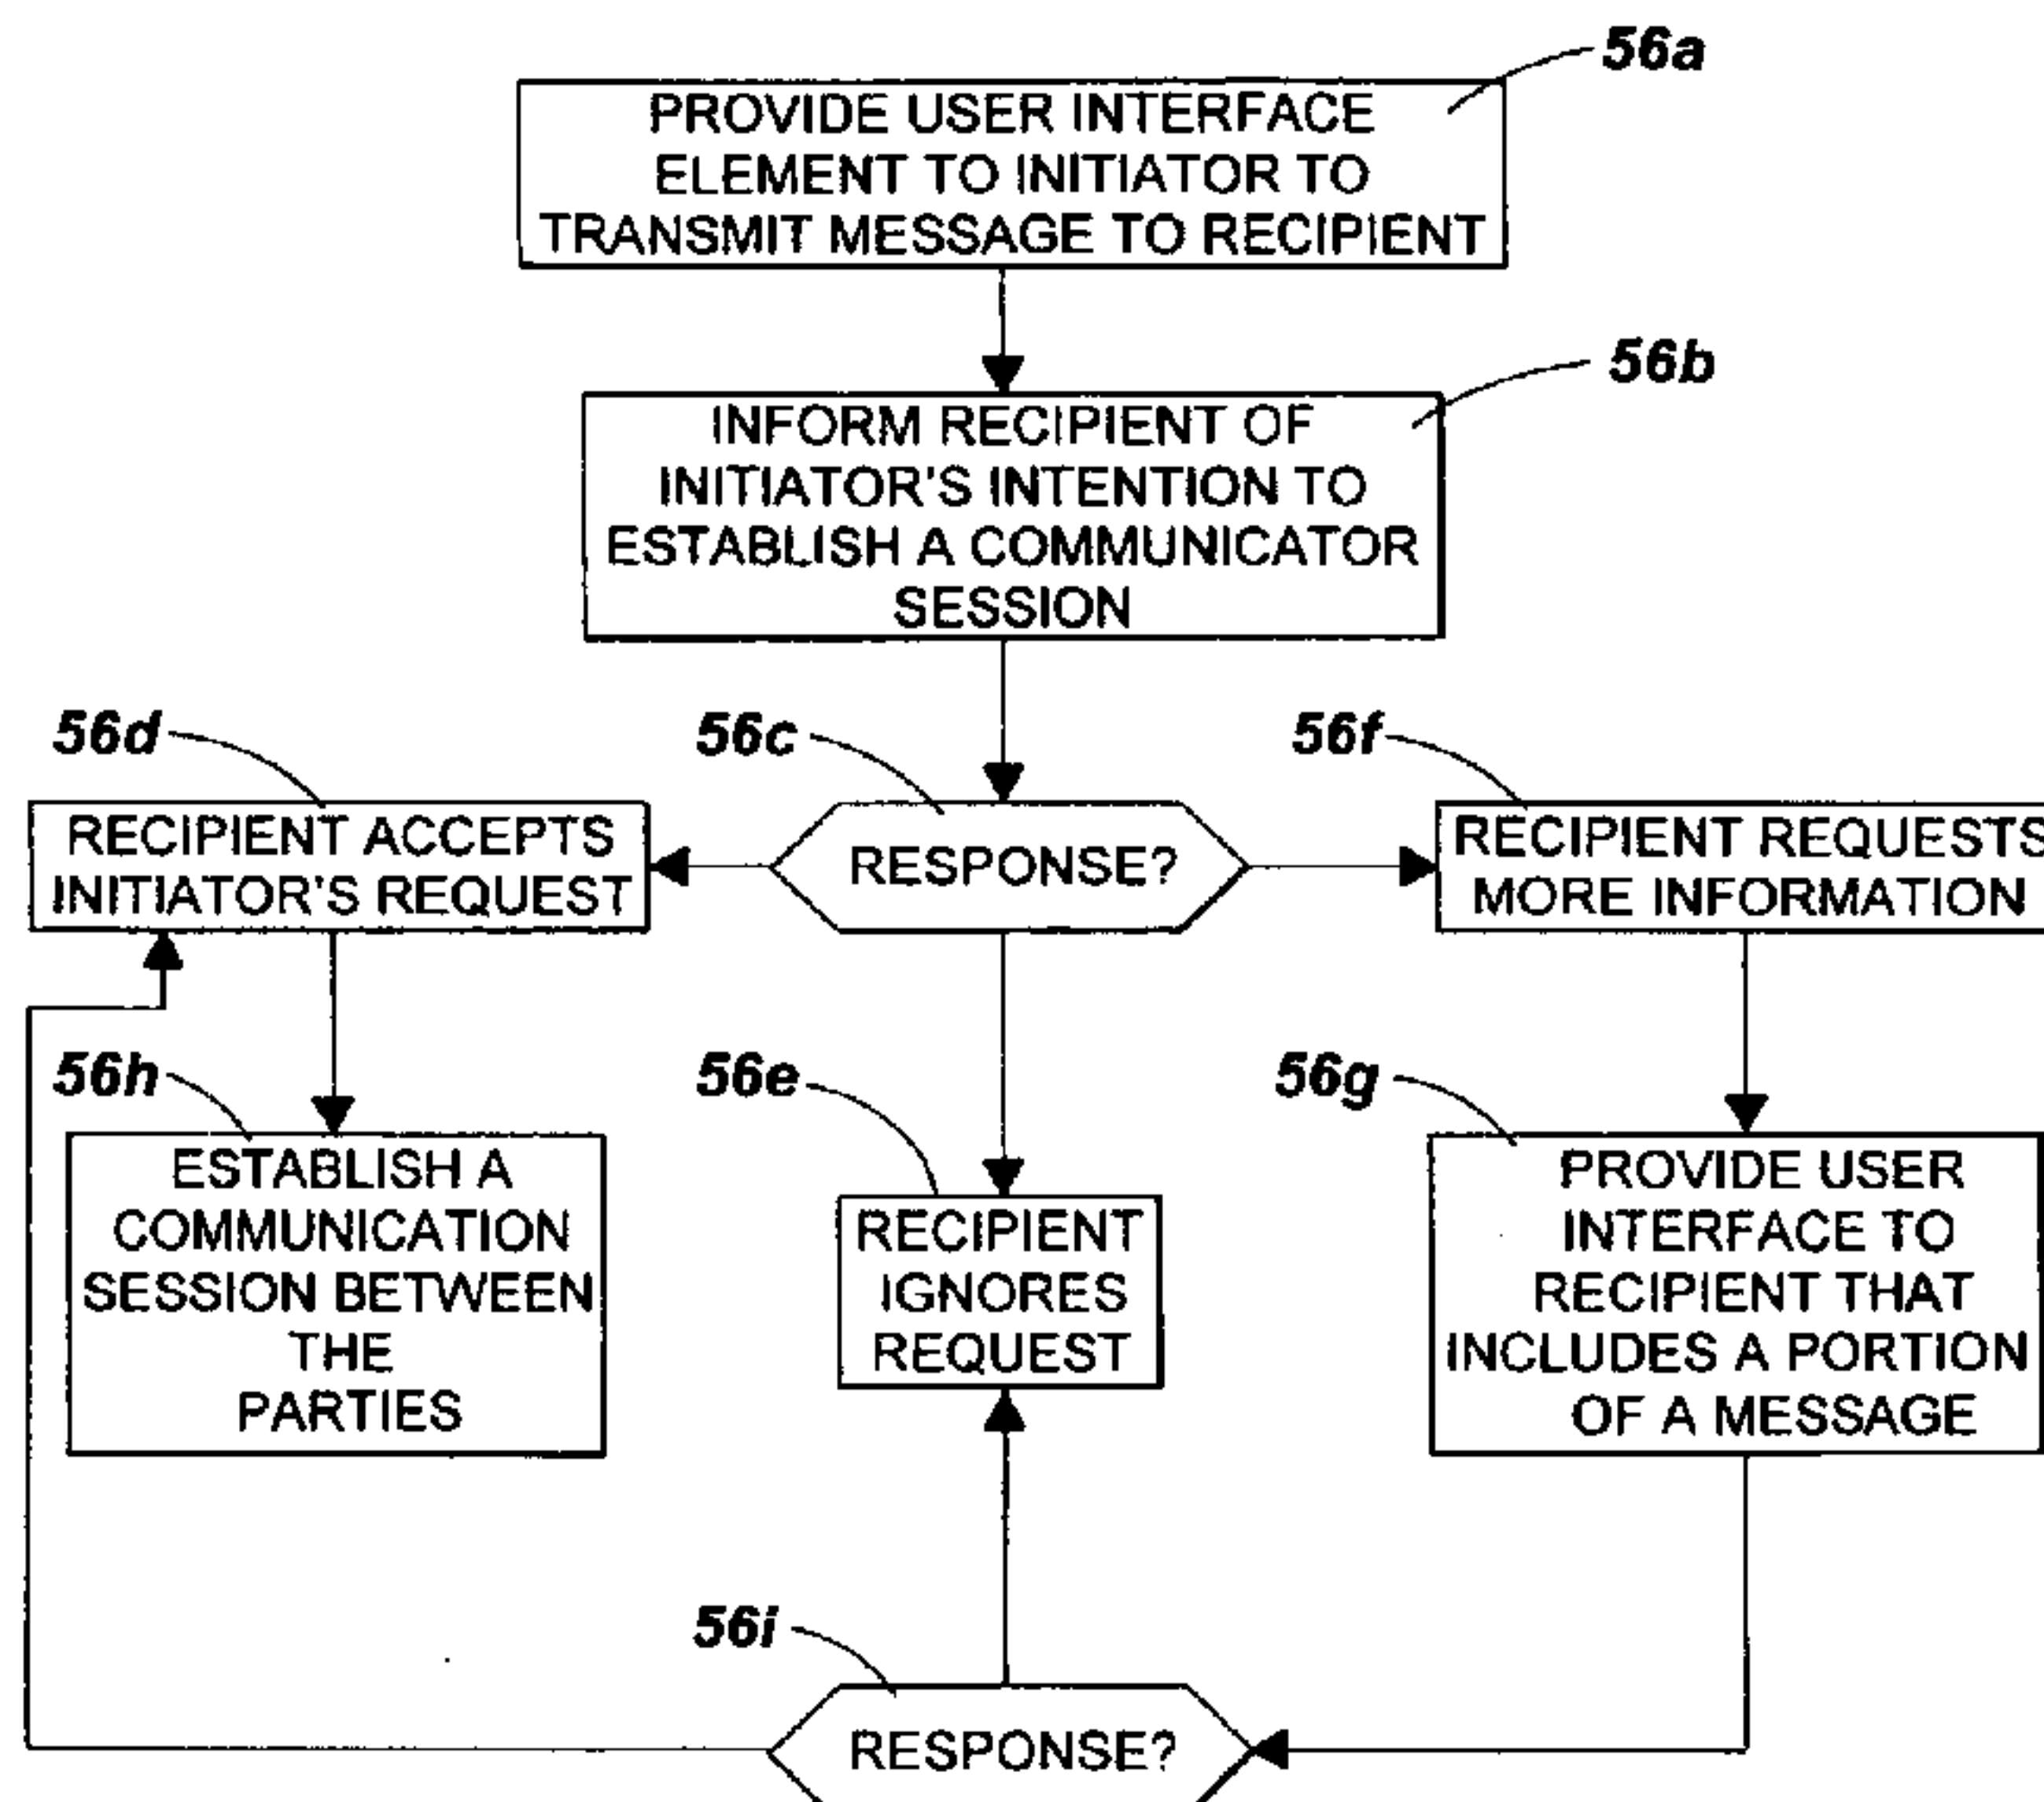 56a
PROVIDE USER INTERFACE
ELEMENT TO INITIATOR TO
TRANSMIT MESSAGE TO RECIPIENT
56b
INFORM RECIPIENT OF
INITIATOR'S INTENTION TO
ESTABLISH A COMMUNICATOR
SESSION
56d
56c
56f
RECIPIENT ACCEPTS
INITIATOR'S REQUEST
RESPONSE?
RECIPIENT REQUESTS
MORE INFORMATION
56h
56e
56g
ESTABLISH A
COMMUNICATION
SESSION BETWEEN
THE
PARTIES
RECIPIENT
IGNORES
REQUEST
PROVIDE USER
INTERFACE TO
RECIPIENT THAT
INCLUDES A PORTION
OF A MESSAGE
56i
RESPONSE?